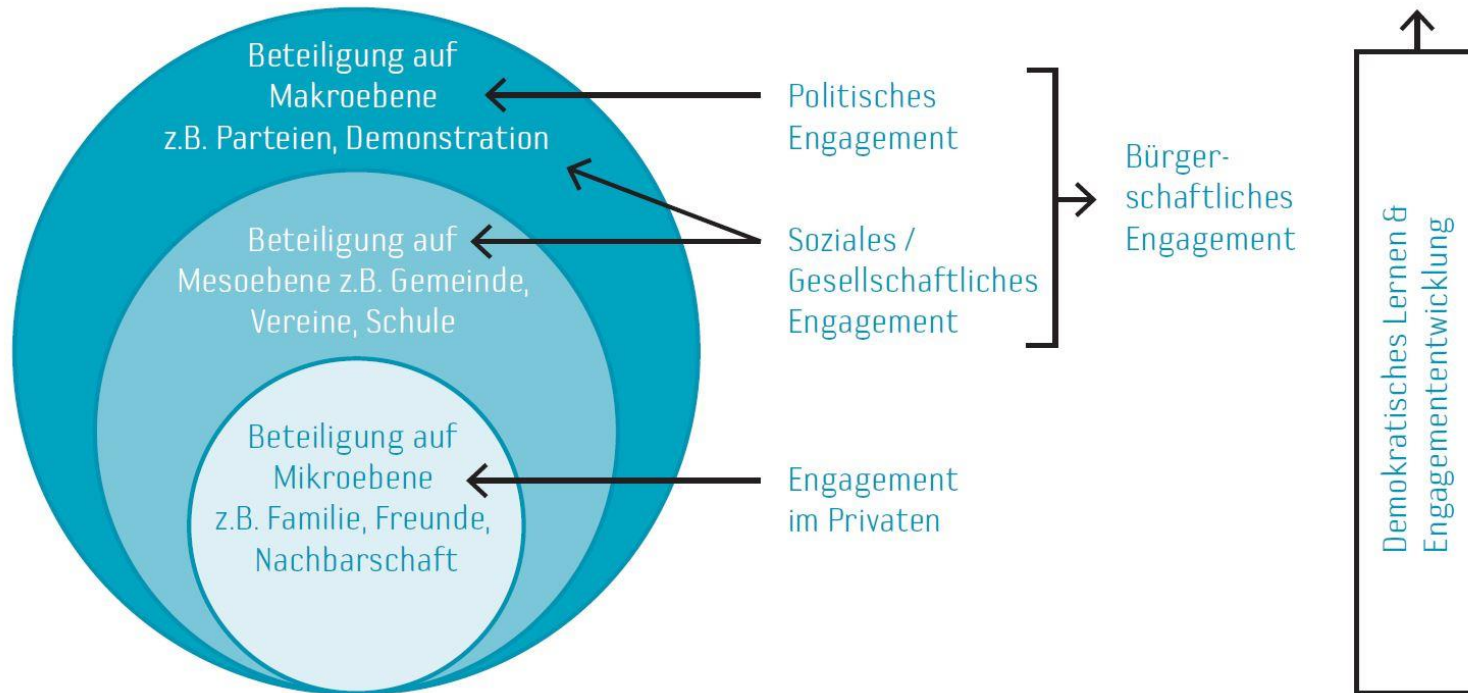 Beteiligung auf
Makroebene
z.B. Parteien, Demonstration
Beteiligung auf
Mesoebene z.B. Gemeinde,
Vereine, Schule
Beteiligung auf
Mikroebene
z.B. Familie, Freunde,
Nachbarschaft
Politisches
Engagement
Soziales /
Gesellschaftliches
Engagement
Engagement
im Privaten
Bürger-
schaftliches
Engagement
Demokratisches Lernen &
Engagemententwicklung